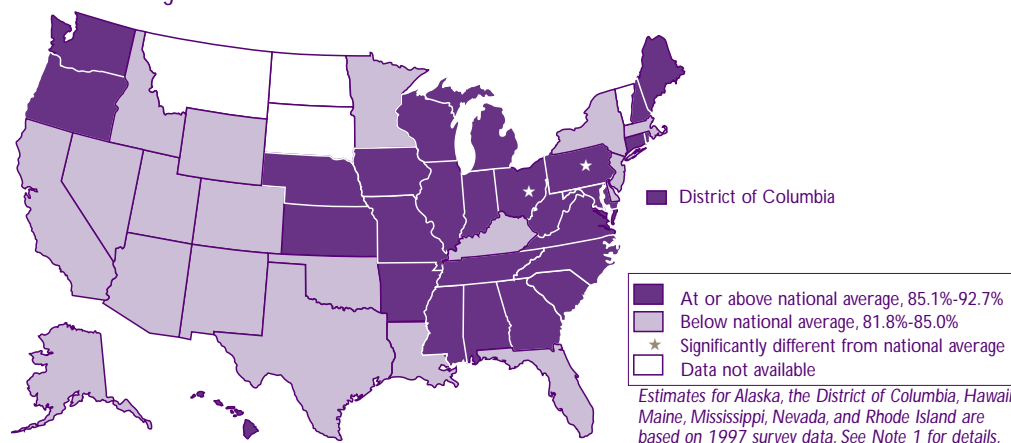 District of Columbia
At or above national average, 85.1%-92.7%
Below national average, 81.8%-85.0%
Significantly different from national average
Data not available
Estimates for Alaska, the District of Columbia, Hawaii
Maine, Mississippi, Nevada, and Rhode Island are
based on 1997 survey data. See Note 1 for details.